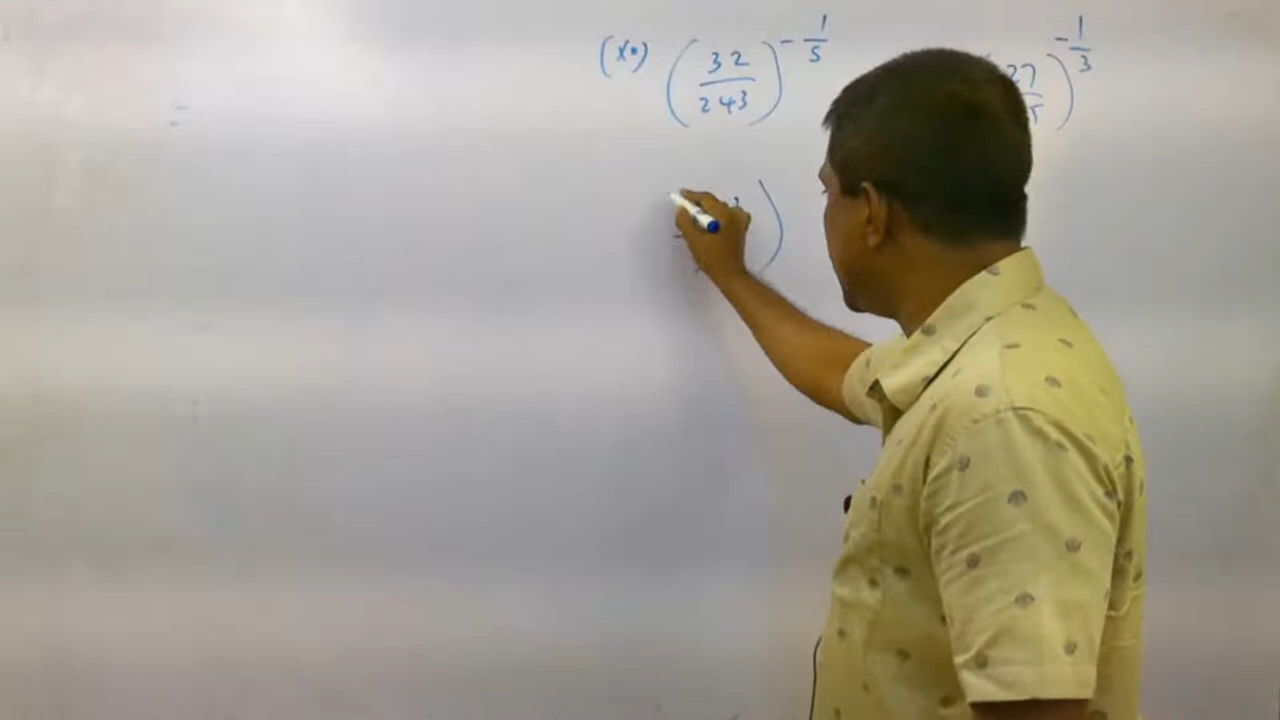 (x) (32/243)^(-1/5) 27 )^(-1/3)
=
)